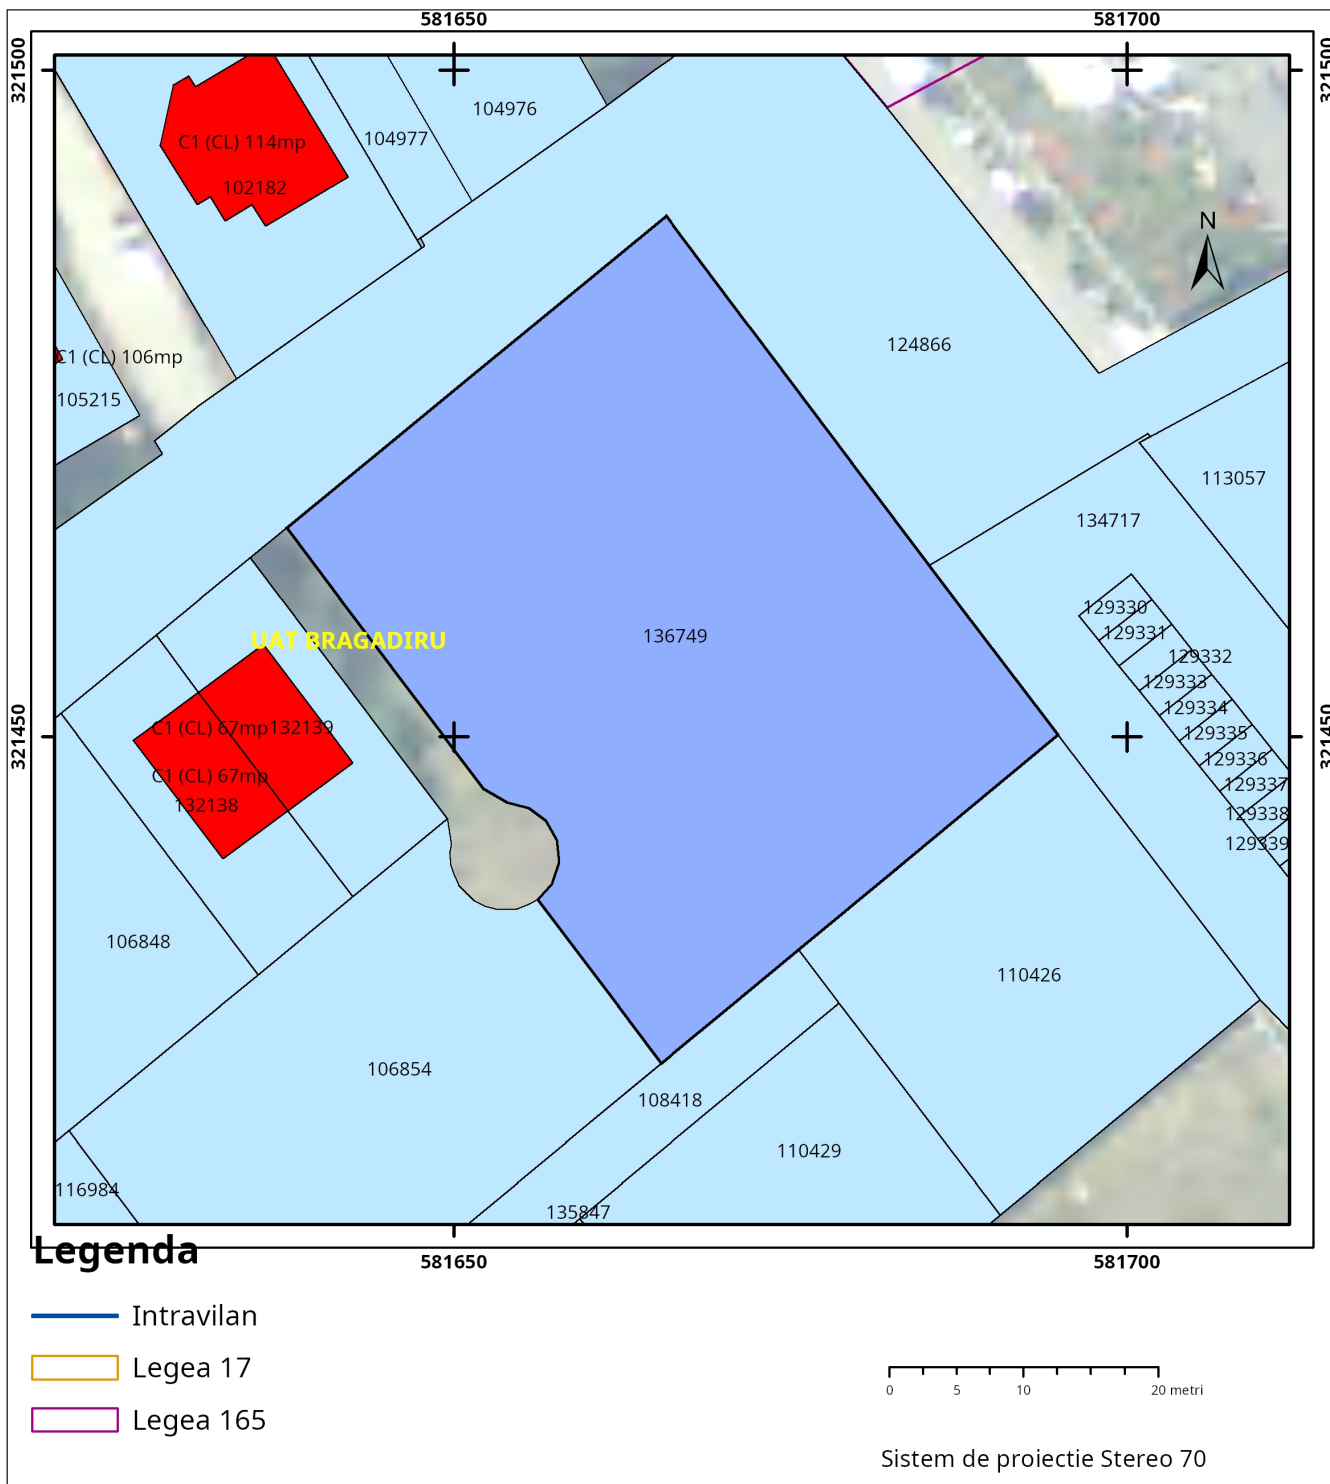 581650
581700
321500
321500
104976
104977
C1 (CL) 114mp
102182
N
124866
C1 (CL) 106mp
105215
113057
134717
129330
129331
129332
129333
129334
129335
129336
129337
129338
129339
136749
UAT BRAGADIRU
C1 (CL) 67mp
132139
C1 (CL) 67mp
132138
321450
321450
106848
110426
106854
108418
110429
116984
135847
581650
581700
Legenda
Intravilan
Legea 17
Legea 165
0 5 10 20 metri
Sistem de proiectie Stereo 70